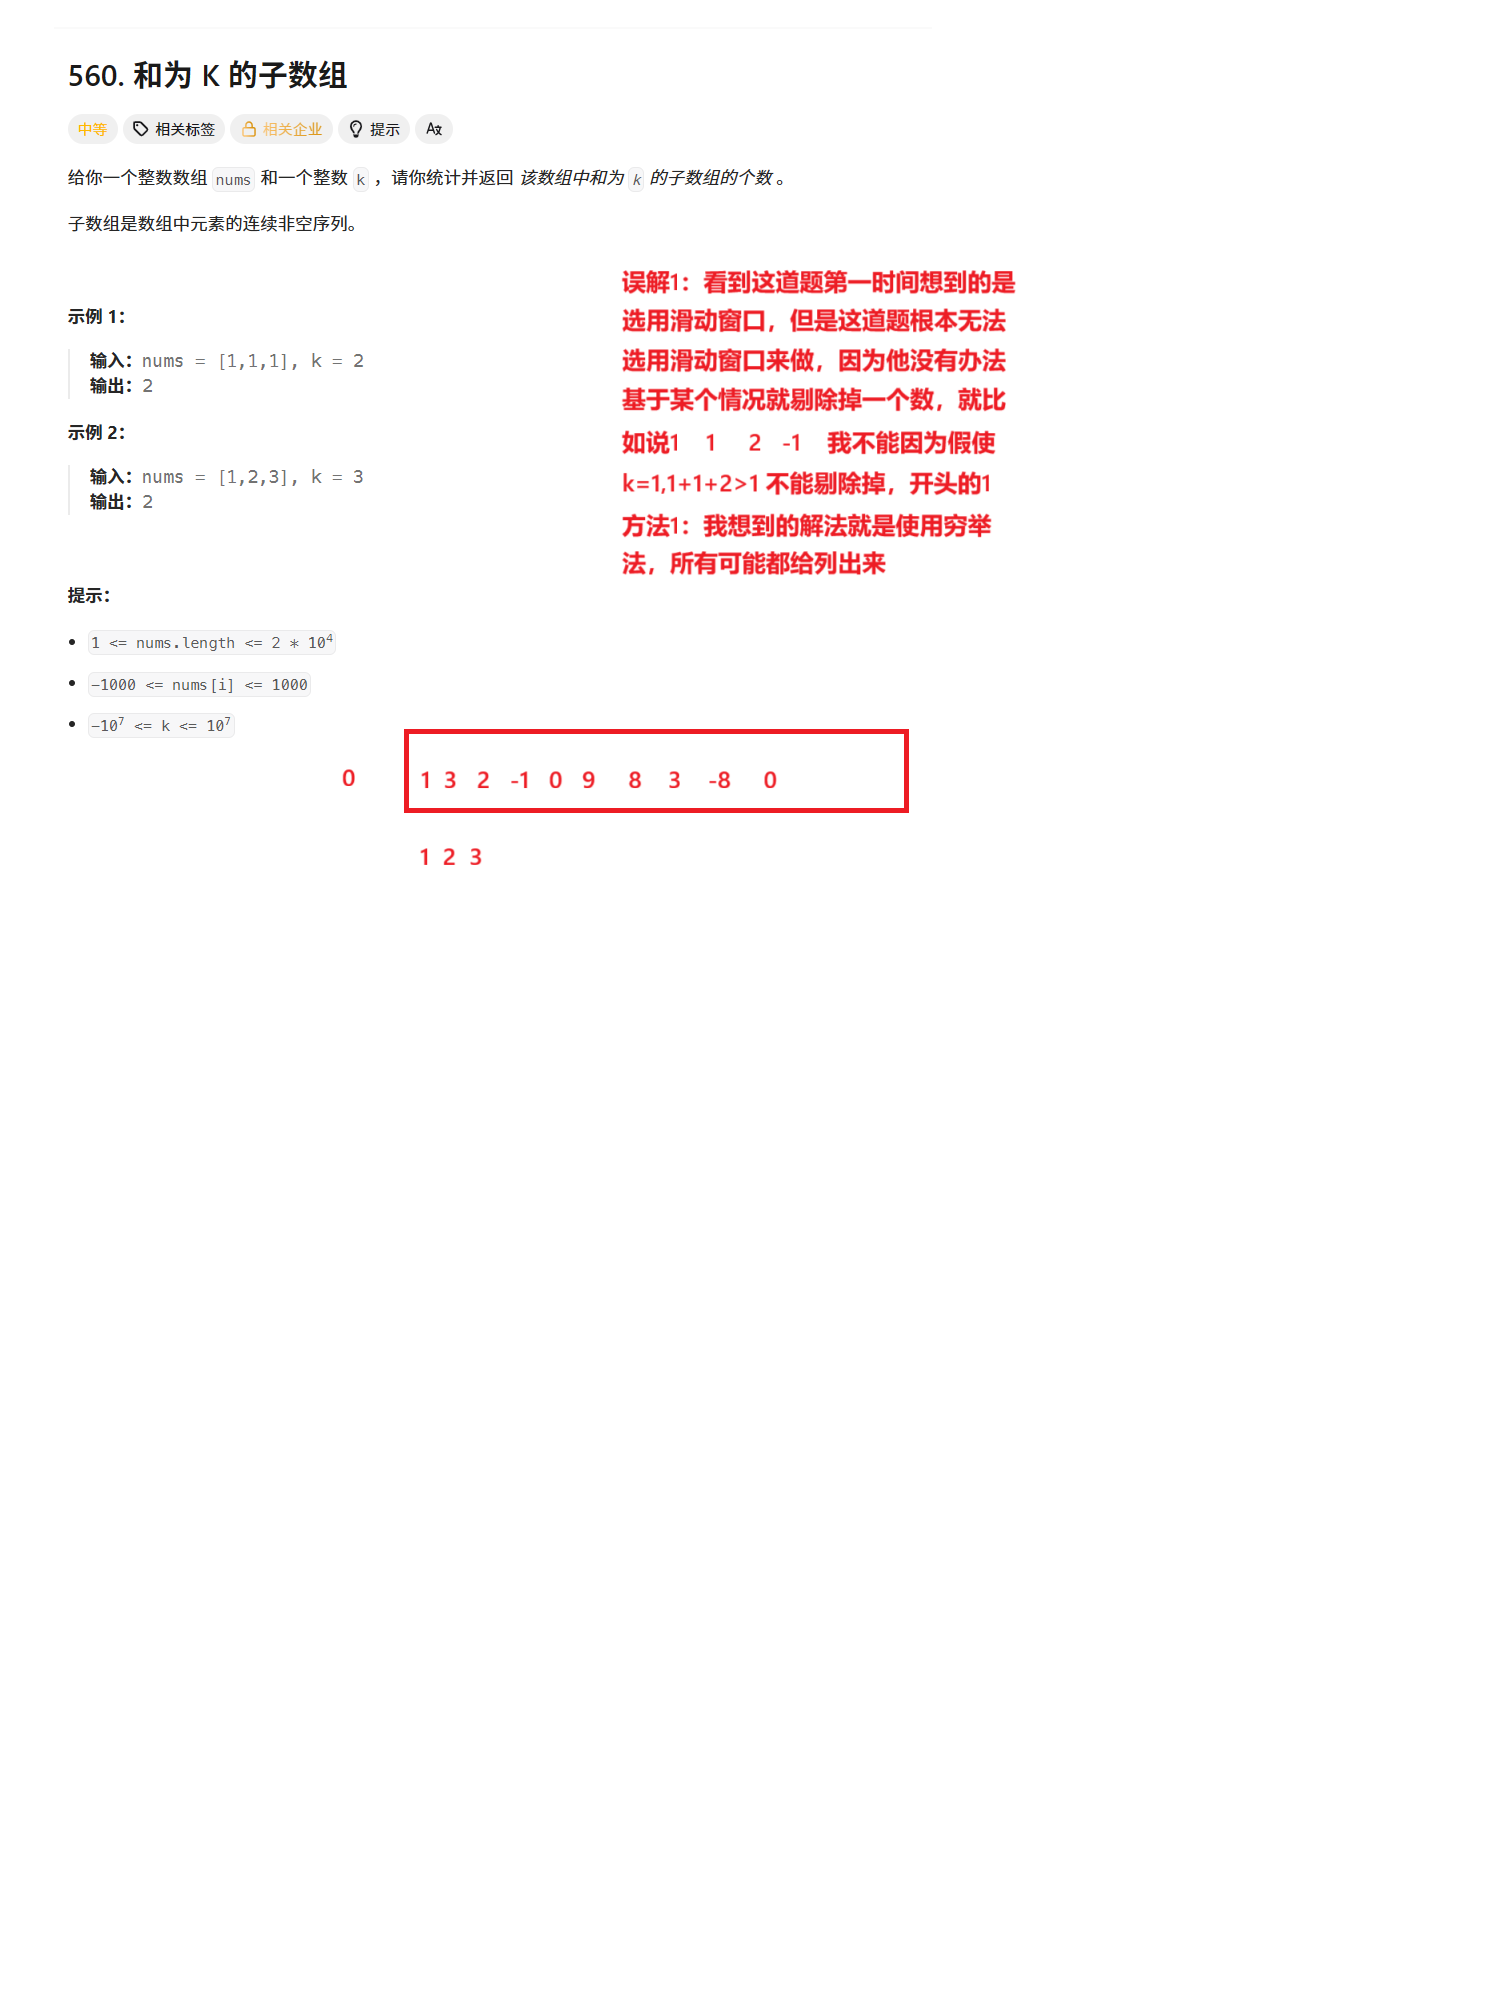 560. 和为 K 的子数组
中等 相关标签 相关企业 提示 A文
给你一个整数数组 nums 和一个整数 k ，请你统计并返回 该数组中和为 k 的子数组的个数 。
子数组是数组中元素的连续非空序列。
示例 1：
输入：nums = [1,1,1], k = 2
输出：2
示例 2：
输入：nums = [1,2,3], k = 3
输出：2
误解1：看到这道题第一时间想到的是
选用滑动窗口，但是这道题根本无法
选用滑动窗口来做，因为他没有办法
基于某个情况就剔除掉一个数，就比
如说1 1 2 -1 我不能因为假使
k=1,1+1+2>1 不能剔除掉，开头的1
方法1：我想到的解法就是使用穷举
法，所有可能都给列出来
提示：
1 <= nums.length <= 2 * 10⁴
-1000 <= nums[i] <= 1000
-10⁷ <= k <= 10⁷
0 1 3 2 -1 0 9 8 3 -8 0
1 2 3